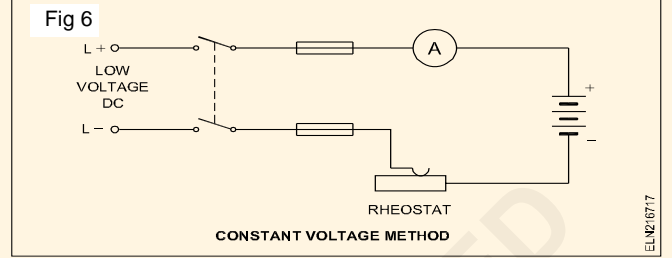 Fig 6
L +
A
LOW
VOLTAGE
DC
+
L −
−
RHEOSTAT
CONSTANT VOLTAGE METHOD
ELN216717